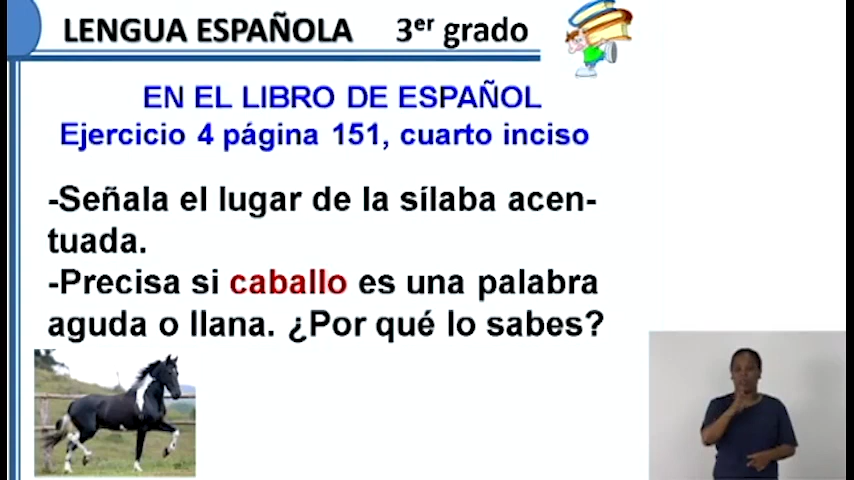 LENGUA ESPAÑOLA 3er grado
EN EL LIBRO DE ESPAÑOL
Ejercicio 4 página 151, cuarto inciso
-Señala el lugar de la sílaba acen-
tuada.
-Precisa si caballo es una palabra
aguda o llana. ¿Por qué lo sabes?